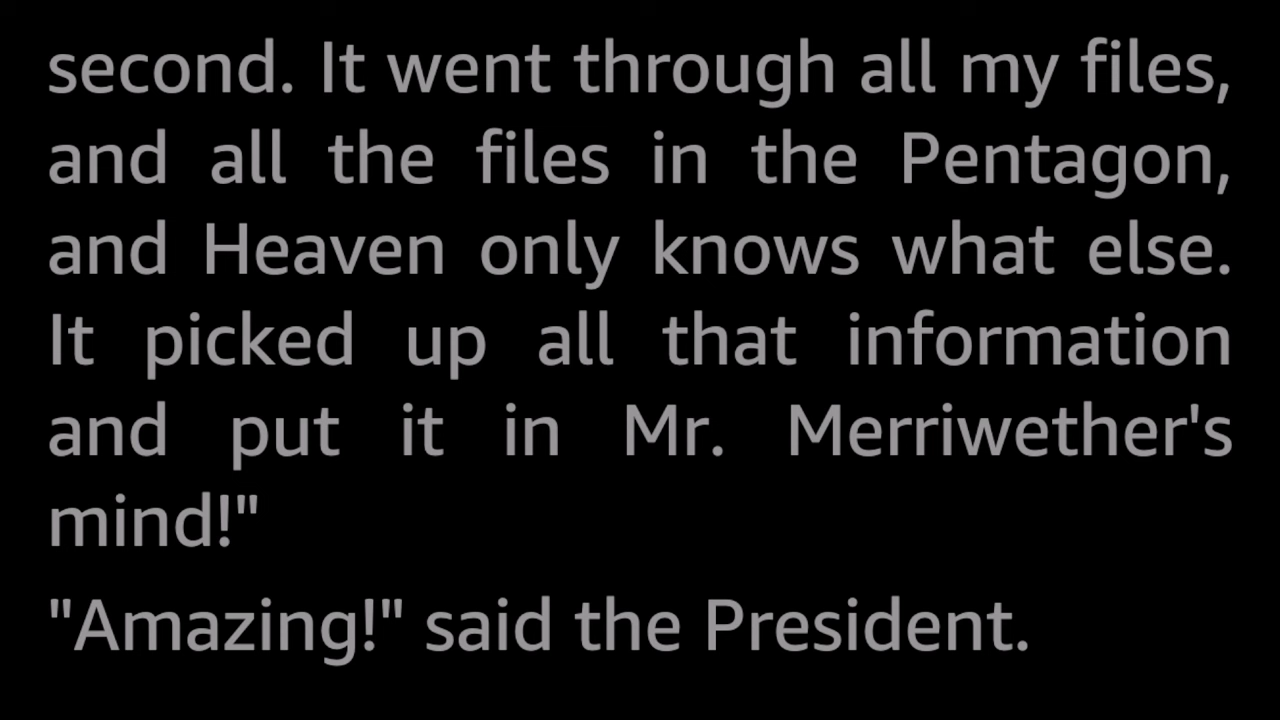 second. It went through all my files,
and all the files in the Pentagon,
and Heaven only knows what else.
It picked up all that information
and put it in Mr. Merriwether's
mind!"
"Amazing!" said the President.